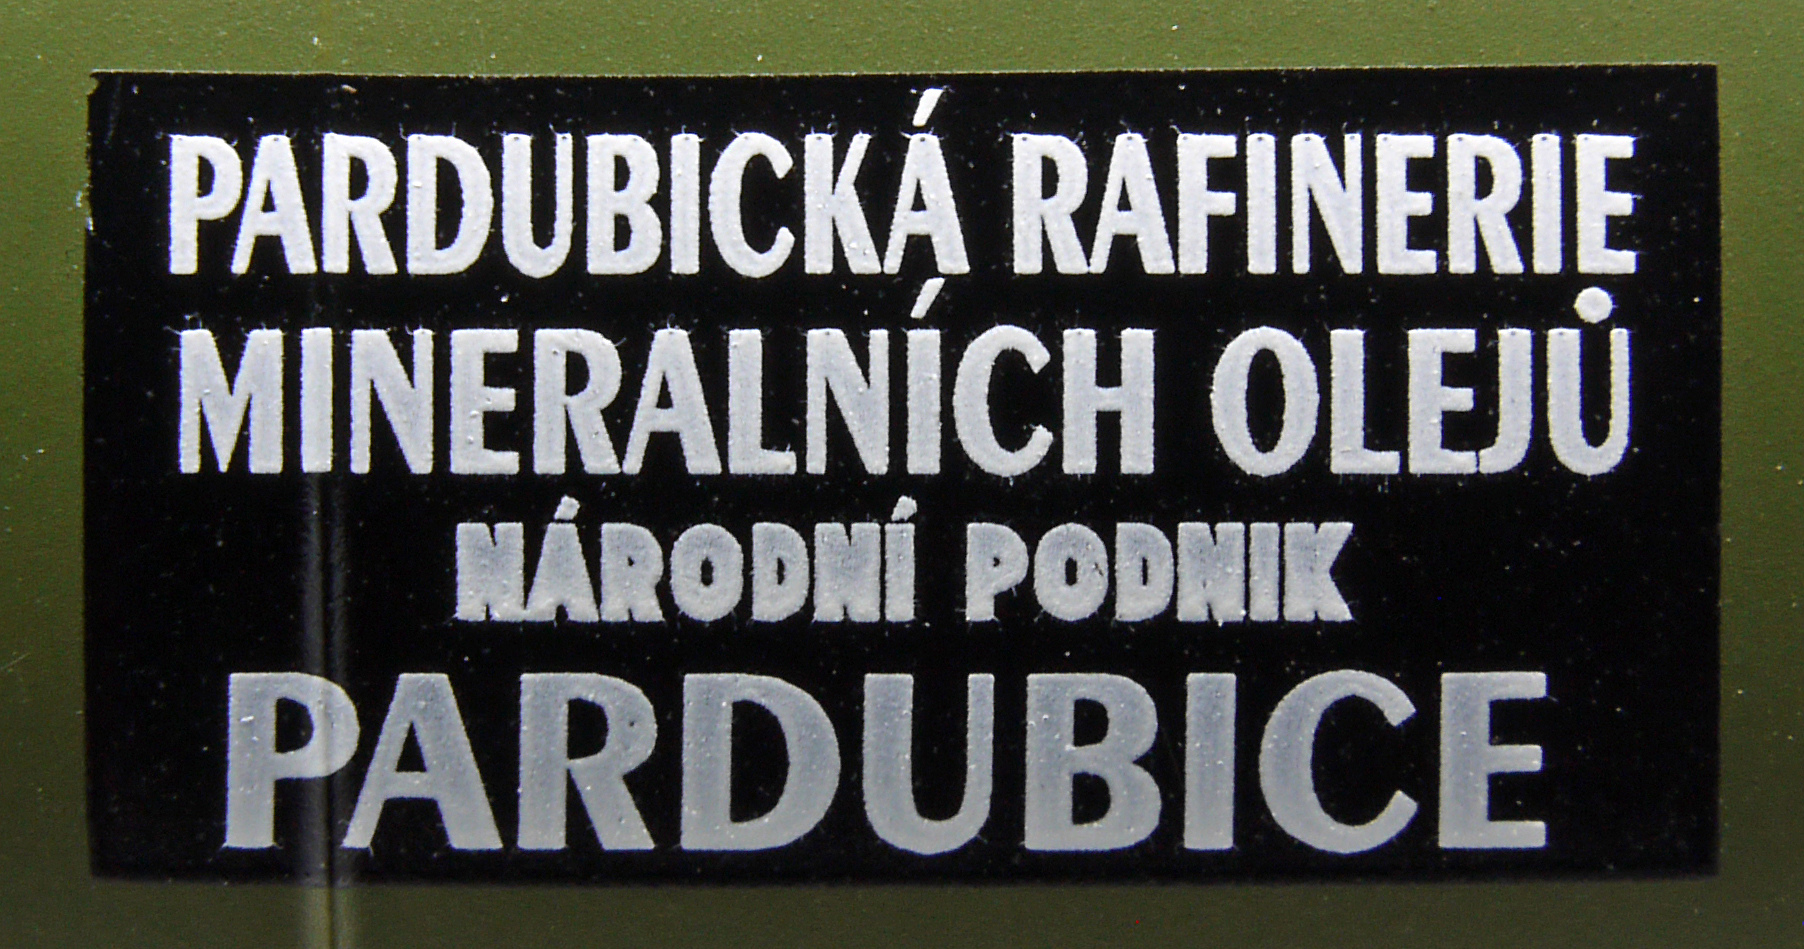 PARDUBICKÁ RAFINERIE
MINERALNÍCH OLEJŮ
NÁRODNÍ PODNIK
PARDUBICE